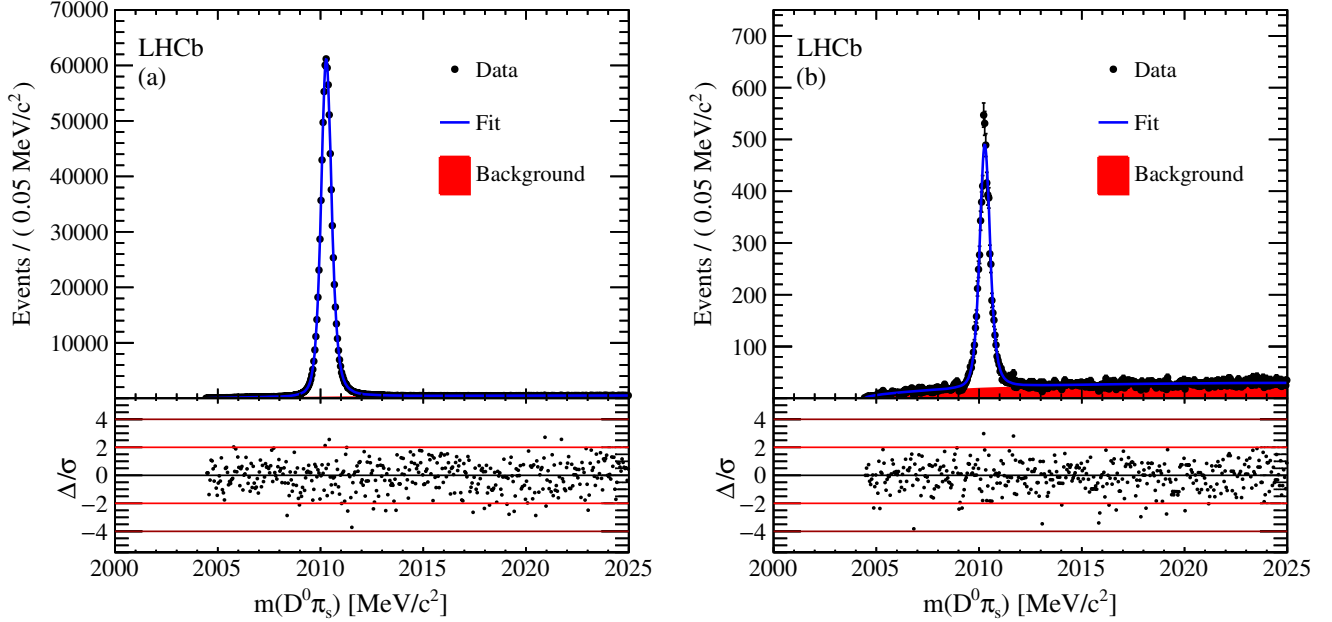 LHCb
(a)
Data
Fit
Background
Events / ( 0.05 MeV/c²)
70000
60000
50000
40000
30000
20000
10000
Δ/σ
4
2
0
−2
−4
2000 2005 2010 2015 2020 2025
m(D⁰πₛ) [MeV/c²]
LHCb
(b)
Data
Fit
Background
Events / ( 0.05 MeV/c²)
700
600
500
400
300
200
100
Δ/σ
4
2
0
−2
−4
2000 2005 2010 2015 2020 2025
m(D⁰πₛ) [MeV/c²]